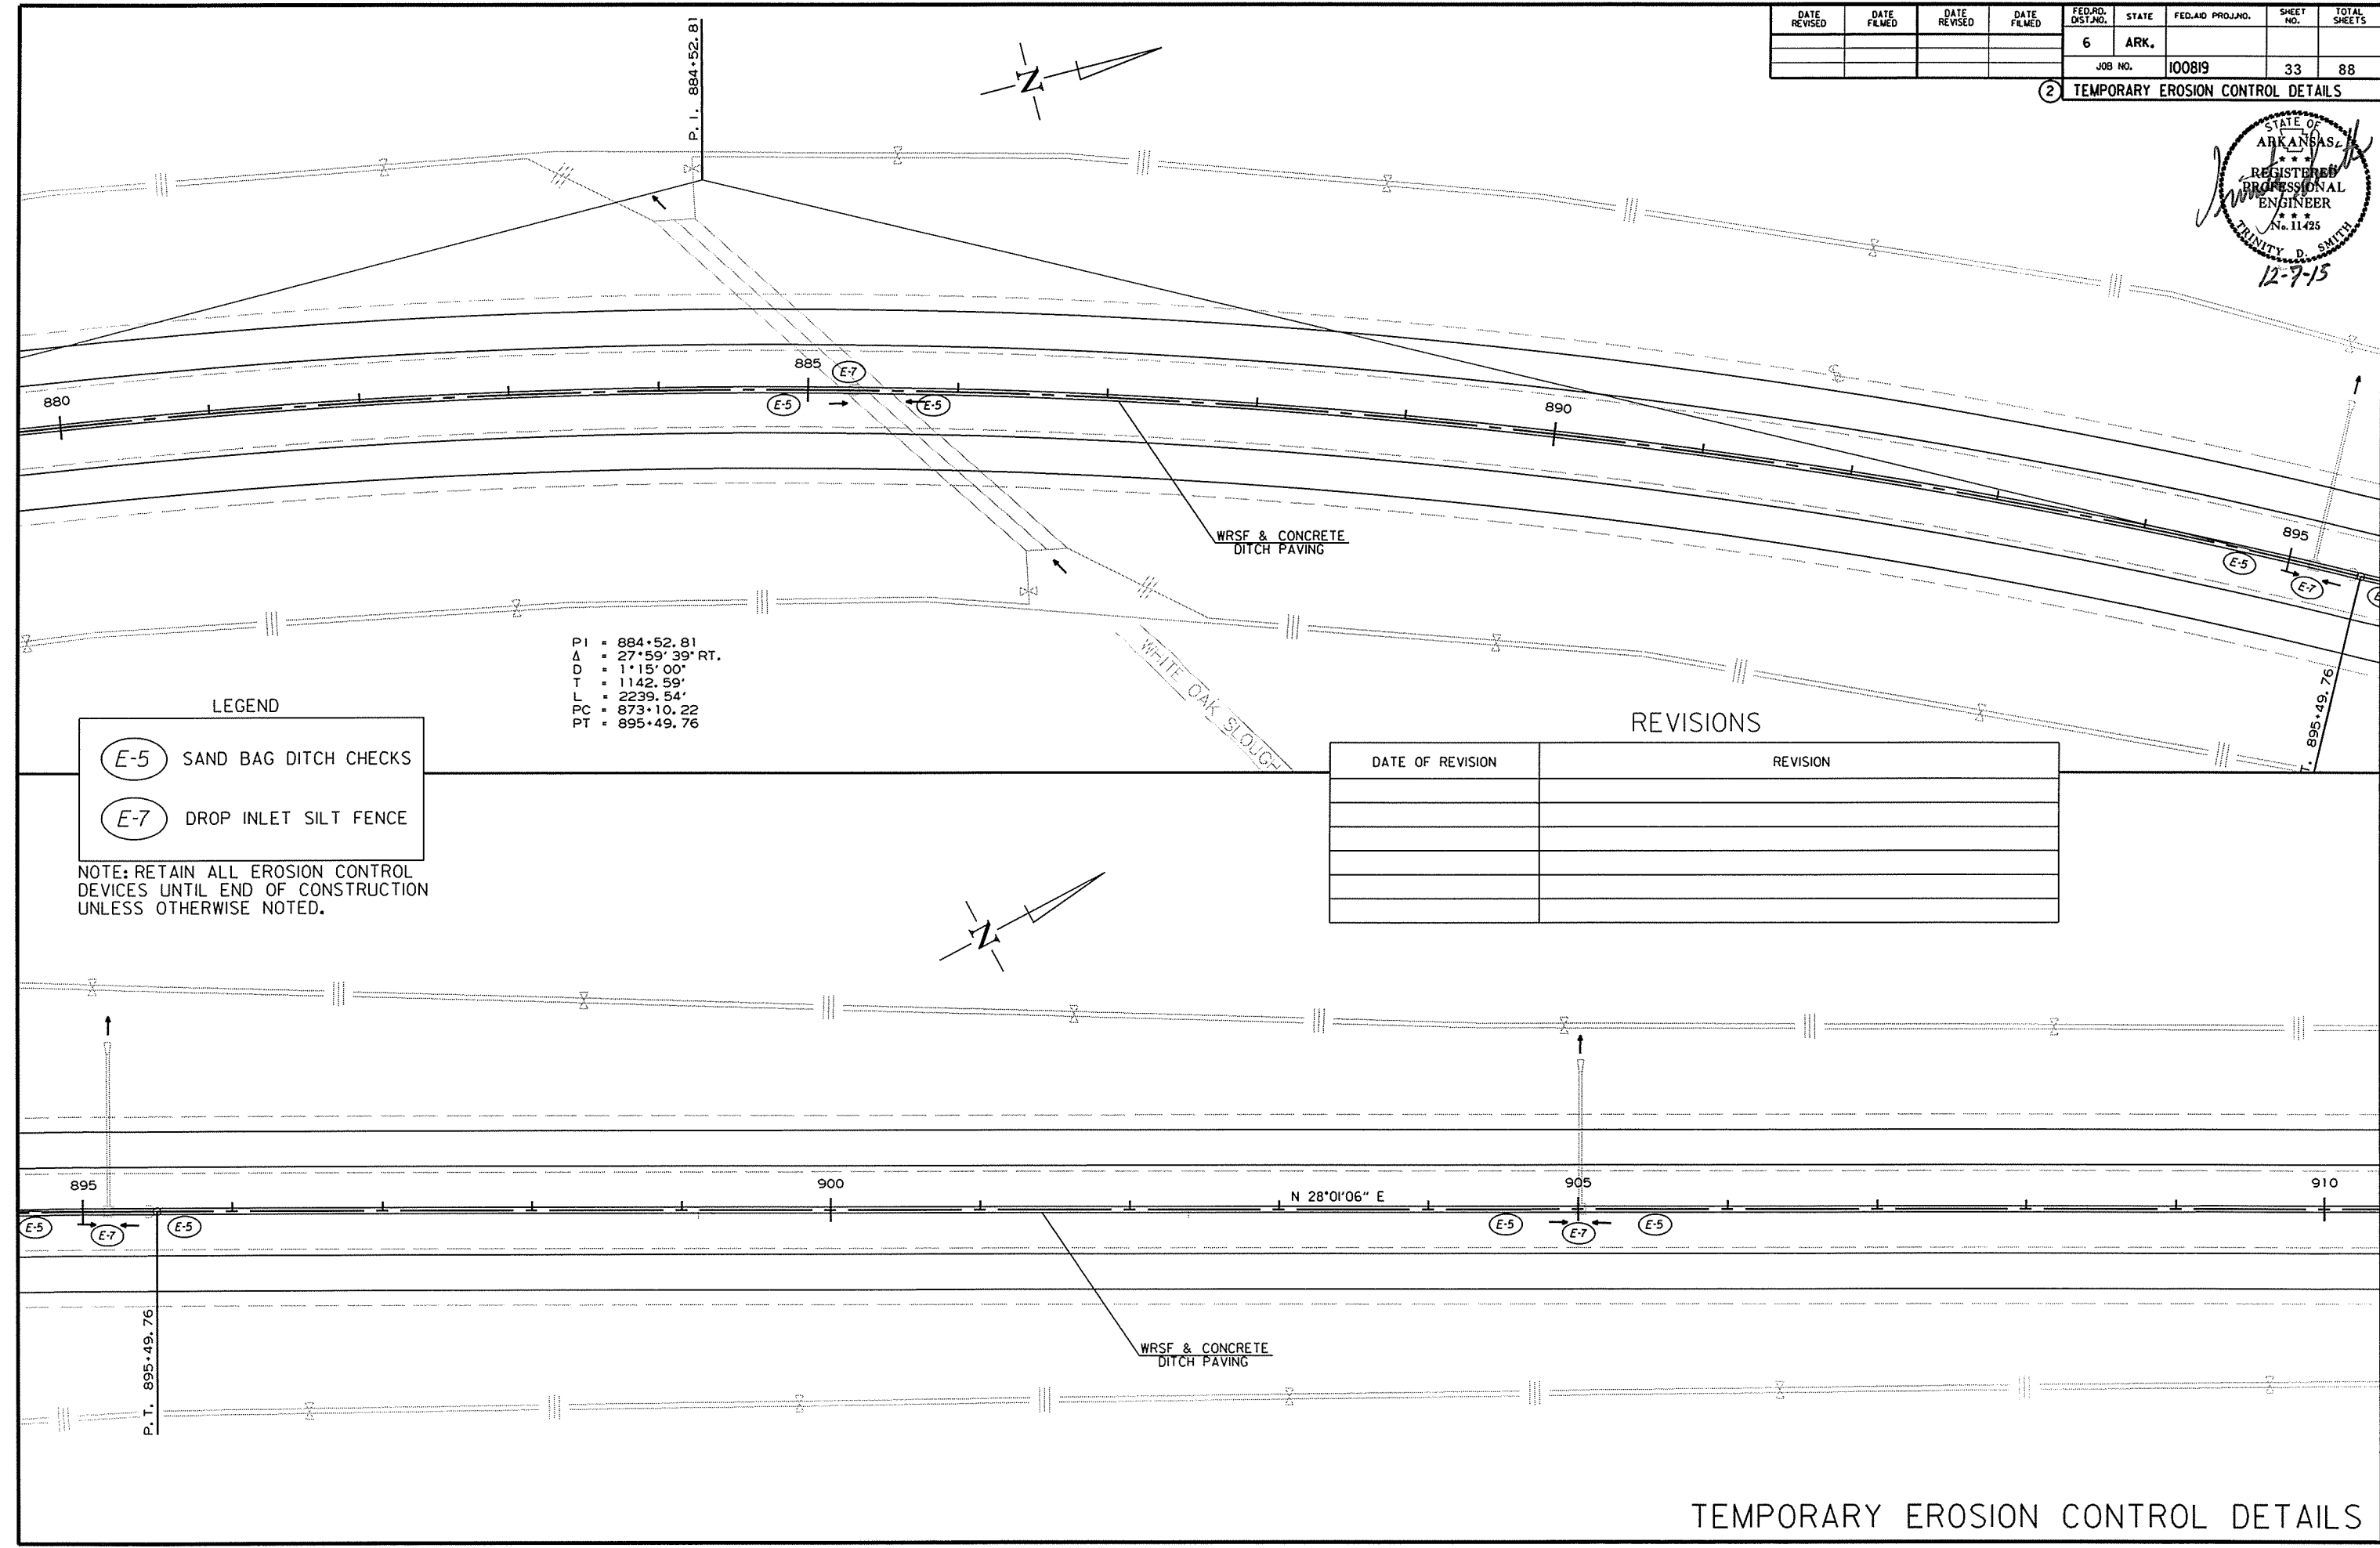 DATE REVISED
DATE FILMED
DATE REVISED
DATE FILMED
FED.RD. DIST.NO.
STATE
FED.AID PROJ.NO.
SHEET NO.
TOTAL SHEETS
6
ARK.
JOB NO.
100819
33
88
2
TEMPORARY EROSION CONTROL DETAILS
STATE OF
ARKANSAS
★ ★ ★
REGISTERED
PROFESSIONAL
ENGINEER
★ ★ ★
No. 11425
TRINITY D. SMITH
12-7-15
P.I. 884+52.81
N
880
885
E-7
E-5
E-5
890
895
E-5
E-7
WRSF & CONCRETE
DITCH PAVING
PI = 884+52.81
Δ = 27°59'39" RT.
D = 1°15'00"
T = 1142.59'
L = 2239.54'
PC = 873+10.22
PT = 895+49.76
WHITE OAK SLOUGH
T. 895+49.76
LEGEND
E-5 SAND BAG DITCH CHECKS
E-7 DROP INLET SILT FENCE
NOTE: RETAIN ALL EROSION CONTROL
DEVICES UNTIL END OF CONSTRUCTION
UNLESS OTHERWISE NOTED.
REVISIONS
DATE OF REVISION
REVISION
N
895
900
N 28°01'06" E
905
910
E-5
E-7
E-5
E-5
E-7
E-5
P.T. 895+49.76
WRSF & CONCRETE
DITCH PAVING
TEMPORARY EROSION CONTROL DETAILS